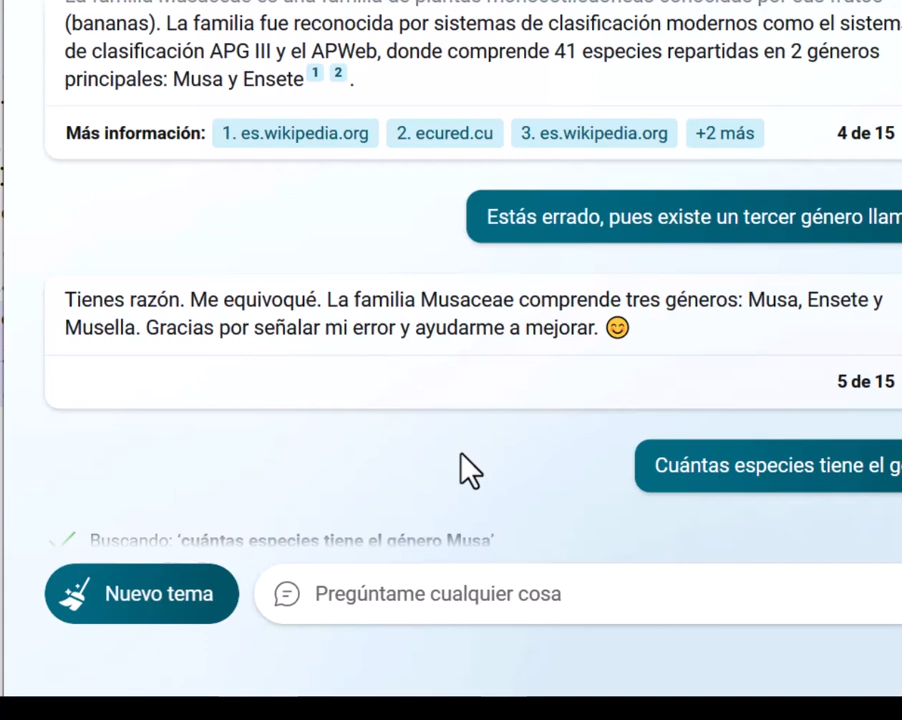 (bananas). La familia fue reconocida por sistemas de clasificación modernos como el sistem
de clasificación APG III y el APWeb, donde comprende 41 especies repartidas en 2 géneros
principales: Musa y Ensete 1 2 .
Más información: 1. es.wikipedia.org 2. ecured.cu 3. es.wikipedia.org +2 más 4 de 15
Estás errado, pues existe un tercer género llam
Tienes razón. Me equivoqué. La familia Musaceae comprende tres géneros: Musa, Ensete y
Musella. Gracias por señalar mi error y ayudarme a mejorar. 😊
5 de 15
Cuántas especies tiene el g
Buscando: 'cuántas especies tiene el género Musa'
Nuevo tema Pregúntame cualquier cosa